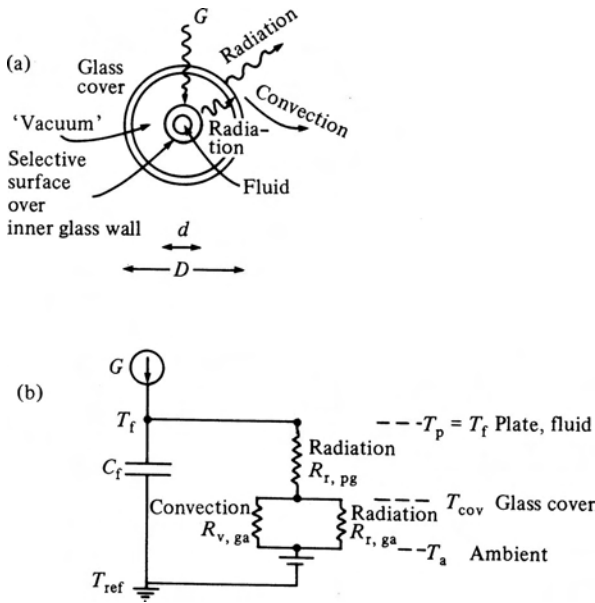 (a)
G
Radiation
Glass
cover
Convection
'Vacuum'
Radia-
tion
Selective
surface
over
inner glass wall
Fluid
d
D
(b)
G
T_f
T_p = T_f Plate, fluid
Radiation
R_r, pg
C_f
Convection
R_v, ga
Radiation
R_r, ga
T_cov Glass cover
T_a Ambient
T_ref